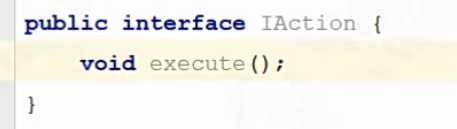 public interface IAction {
    void execute();
}